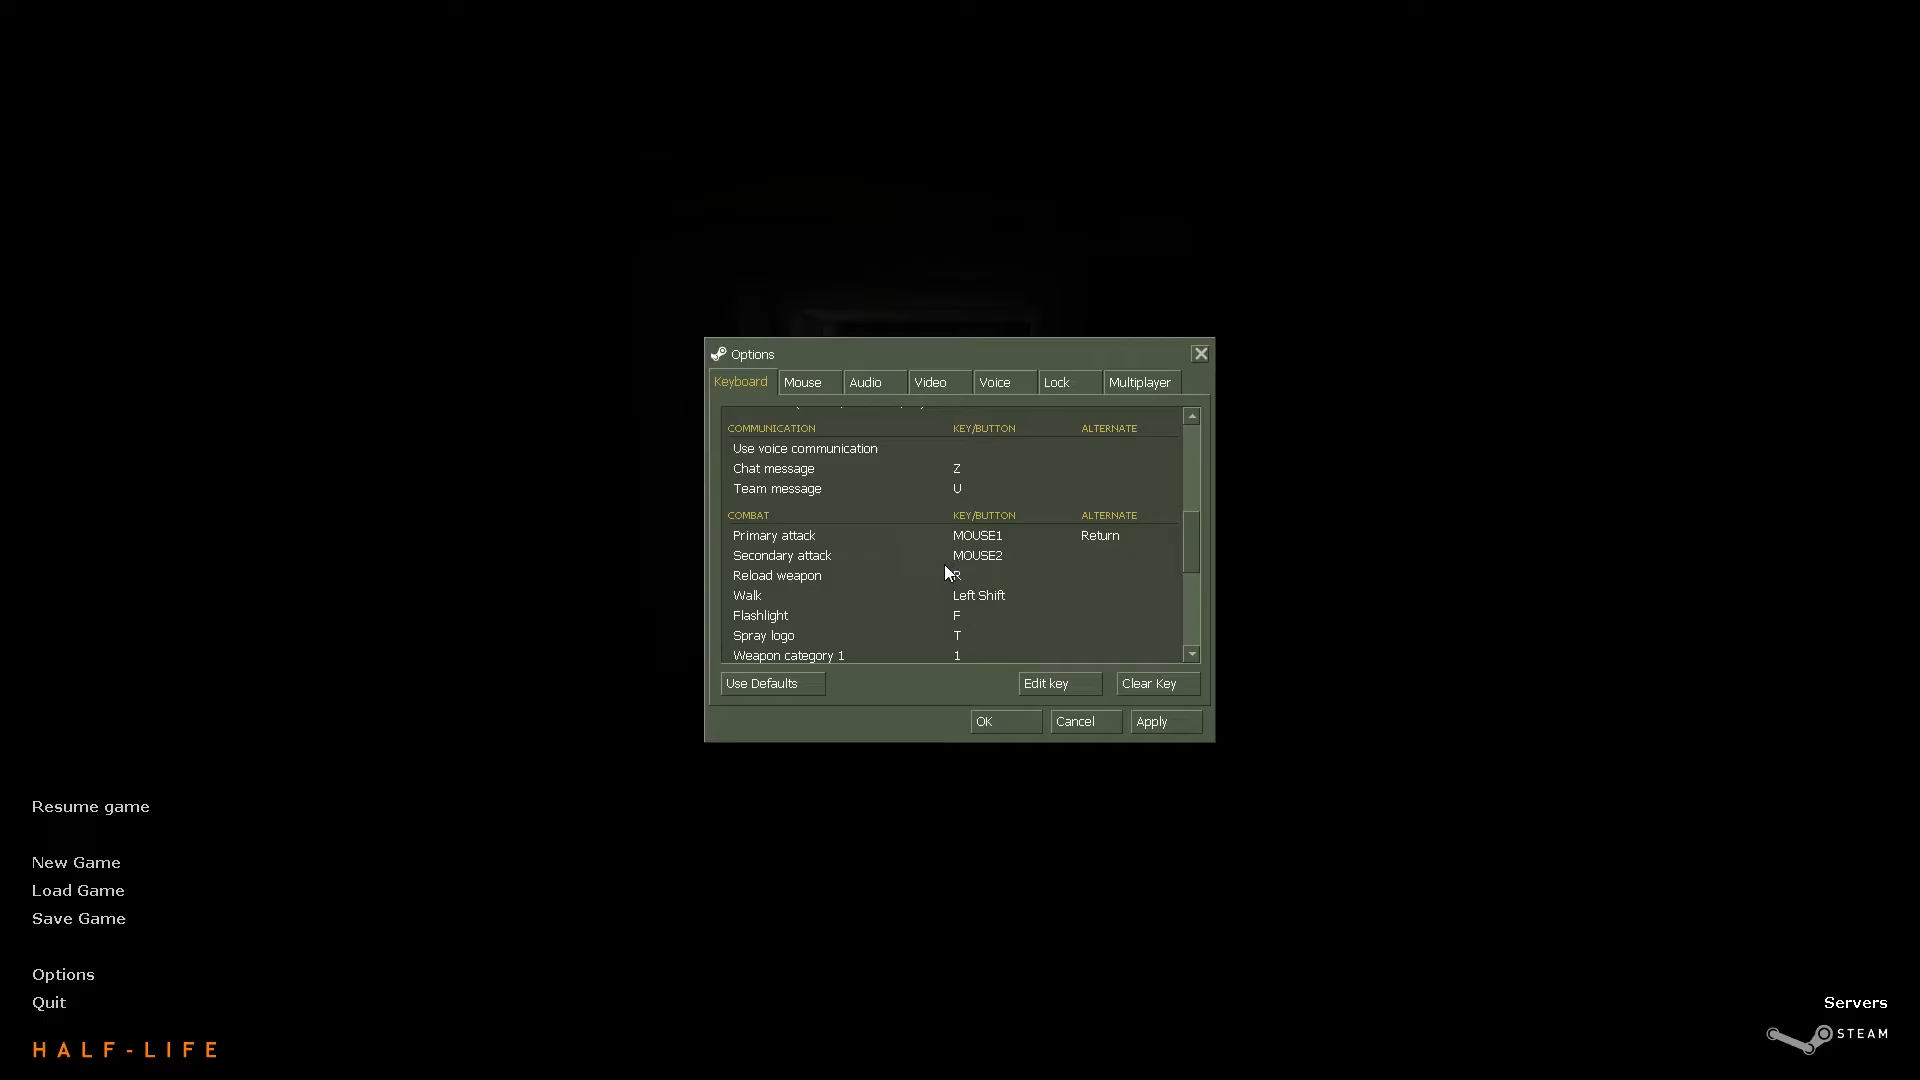 Options
Keyboard Mouse Audio Video Voice Lock Multiplayer
COMMUNICATION KEY/BUTTON ALTERNATE
Use voice communication
Chat message Z
Team message U
COMBAT KEY/BUTTON ALTERNATE
Primary attack MOUSE1 Return
Secondary attack MOUSE2
Reload weapon R
Walk Left Shift
Flashlight F
Spray logo T
Weapon category 1 1
Use Defaults Edit key Clear Key
OK Cancel Apply
Resume game
New Game
Load Game
Save Game
Options
Quit
Servers
HALF-LIFE
STEAM